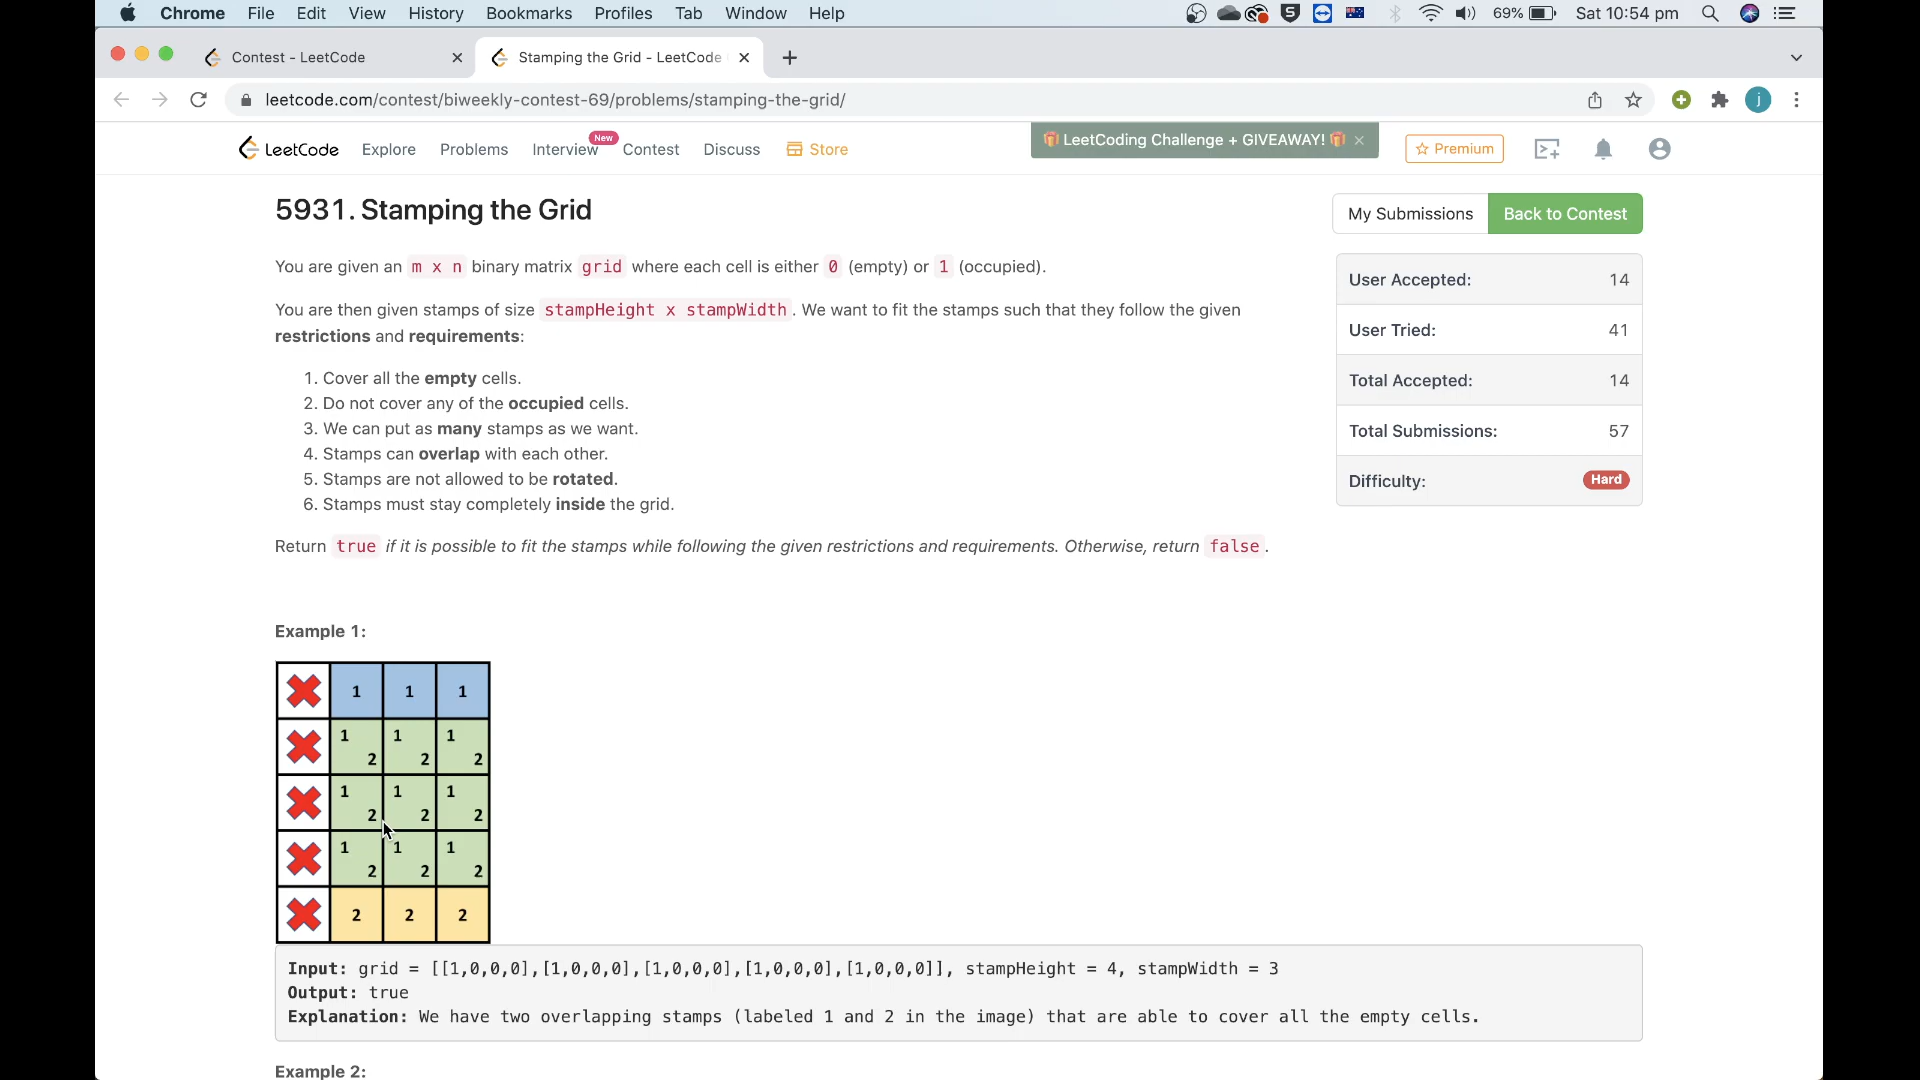 Chrome File Edit View History Bookmarks Profiles Tab Window Help 69% Sat 10:54 pm
Contest - LeetCode Stamping the Grid - LeetCode
leetcode.com/contest/biweekly-contest-69/problems/stamping-the-grid/ j
LeetCode Explore Problems Interview New Contest Discuss Store LeetCoding Challenge + GIVEAWAY! Premium
5931. Stamping the Grid
My Submissions Back to Contest
You are given an m x n binary matrix grid where each cell is either 0 (empty) or 1 (occupied).
You are then given stamps of size stampHeight x stampWidth. We want to fit the stamps such that they follow the given
restrictions and requirements:
1. Cover all the empty cells.
2. Do not cover any of the occupied cells.
3. We can put as many stamps as we want.
4. Stamps can overlap with each other.
5. Stamps are not allowed to be rotated.
6. Stamps must stay completely inside the grid.
Return true if it is possible to fit the stamps while following the given restrictions and requirements. Otherwise, return false.
User Accepted: 14
User Tried: 41
Total Accepted: 14
Total Submissions: 57
Difficulty: Hard
Example 1:
1 1 1
1 2 1 2 1 2
1 2 1 2 1 2
1 2 1 2 1 2
2 2 2
Input: grid = [[1,0,0,0],[1,0,0,0],[1,0,0,0],[1,0,0,0],[1,0,0,0]], stampHeight = 4, stampWidth = 3
Output: true
Explanation: We have two overlapping stamps (labeled 1 and 2 in the image) that are able to cover all the empty cells.
Example 2: